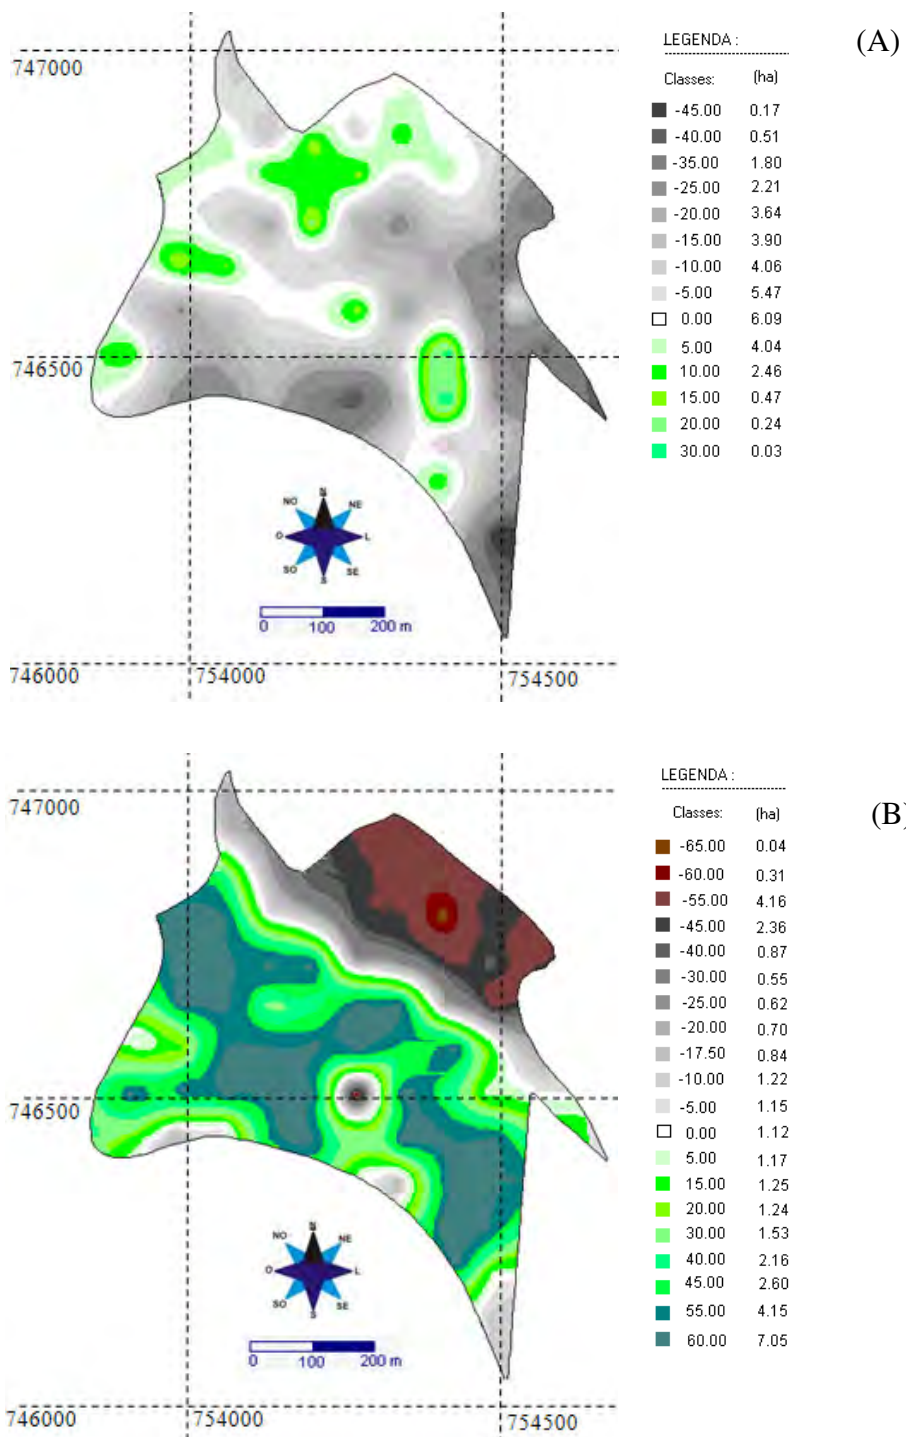 LEGENDA :
(A)
747000
Classes: (ha)
-45.00 0.17
-40.00 0.51
-35.00 1.80
-25.00 2.21
-20.00 3.64
-15.00 3.90
-10.00 4.06
-5.00 5.47
0.00 6.09
5.00 4.04
10.00 2.46
15.00 0.47
20.00 0.24
30.00 0.03
746500
N
NO NE
O L
SO SE
S
0 100 200 m
746000 754000 754500
LEGENDA :
747000
Classes: (ha)
(B)
-65.00 0.04
-60.00 0.31
-55.00 4.16
-45.00 2.36
-40.00 0.87
-30.00 0.55
-25.00 0.62
-20.00 0.70
-17.50 0.84
-10.00 1.22
-5.00 1.15
0.00 1.12
5.00 1.17
15.00 1.25
20.00 1.24
30.00 1.53
40.00 2.16
45.00 2.60
55.00 4.15
60.00 7.05
746500
N
NO NE
O L
SO SE
S
0 100 200 m
746000 754000 754500